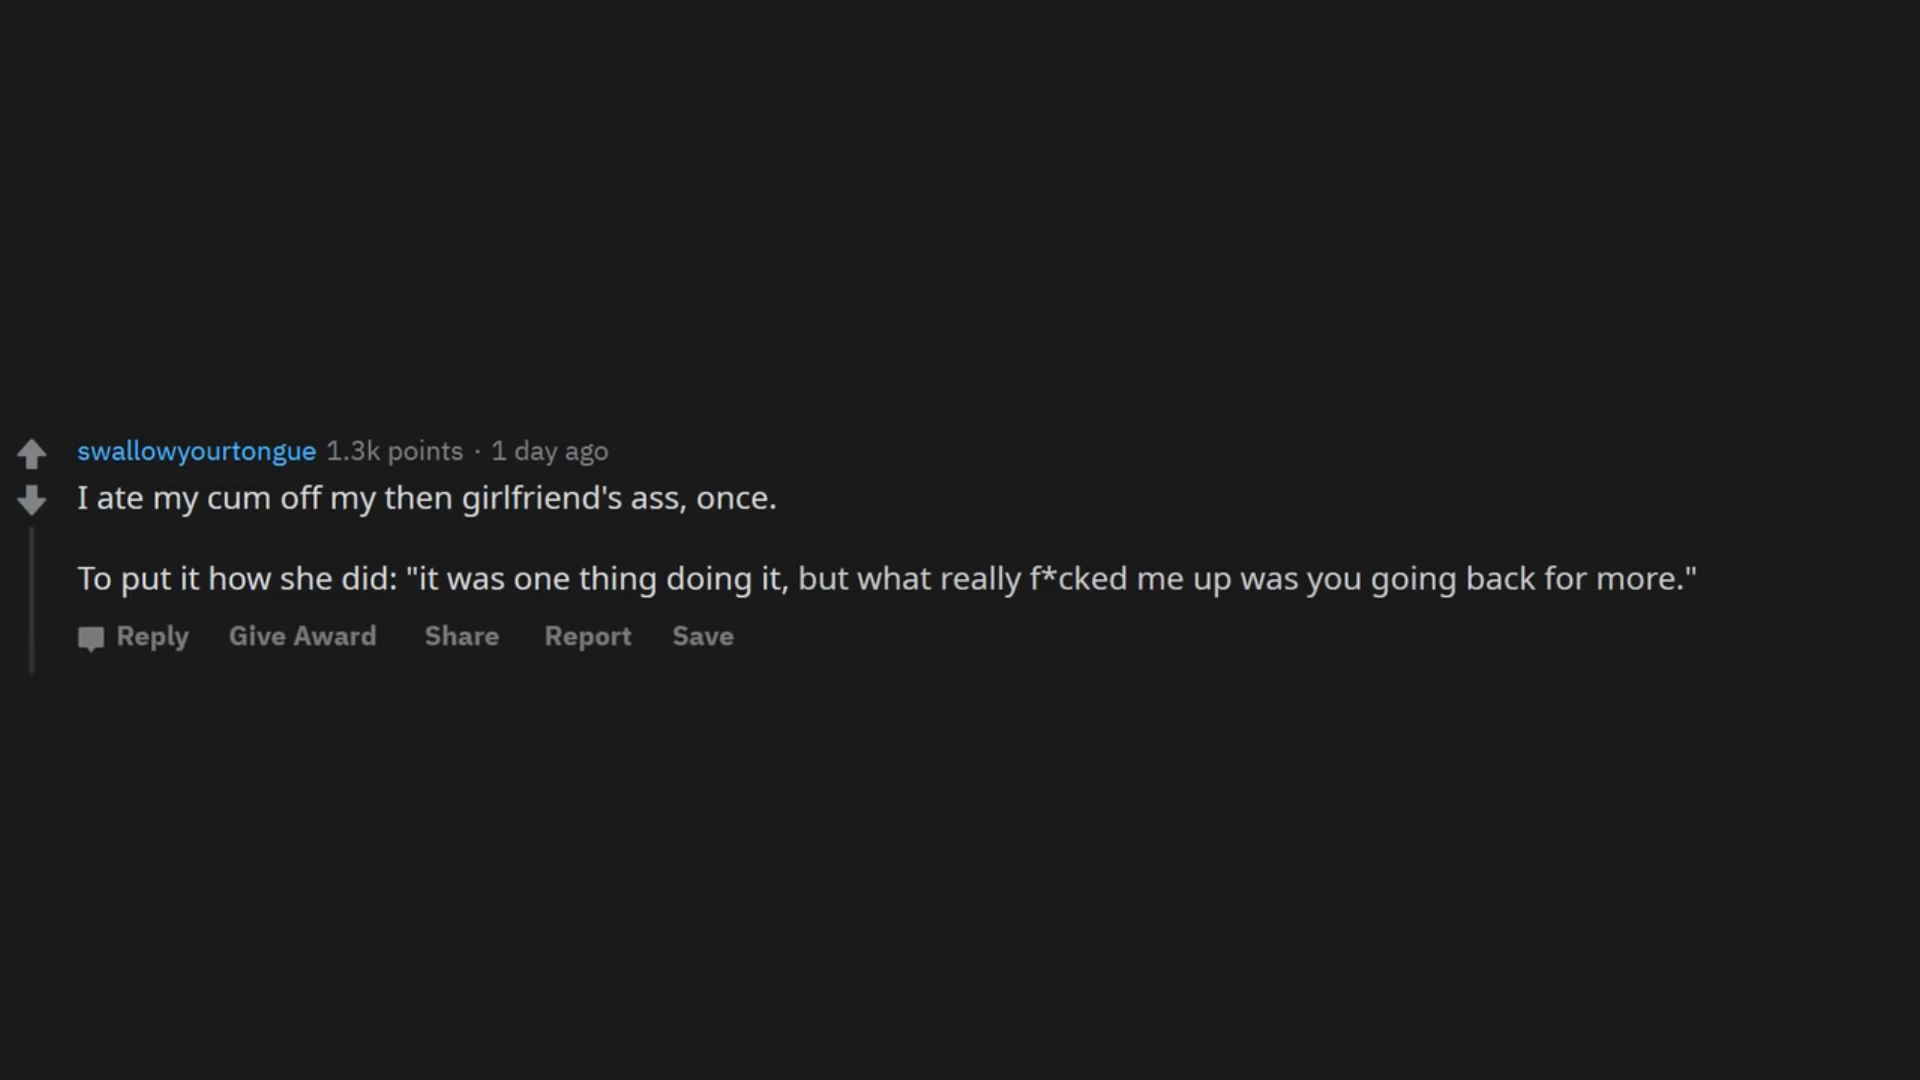 swallowyourtongue 1.3k points · 1 day ago
I ate my cum off my then girlfriend's ass, once.
To put it how she did: "it was one thing doing it, but what really f*cked me up was you going back for more."
Reply Give Award Share Report Save